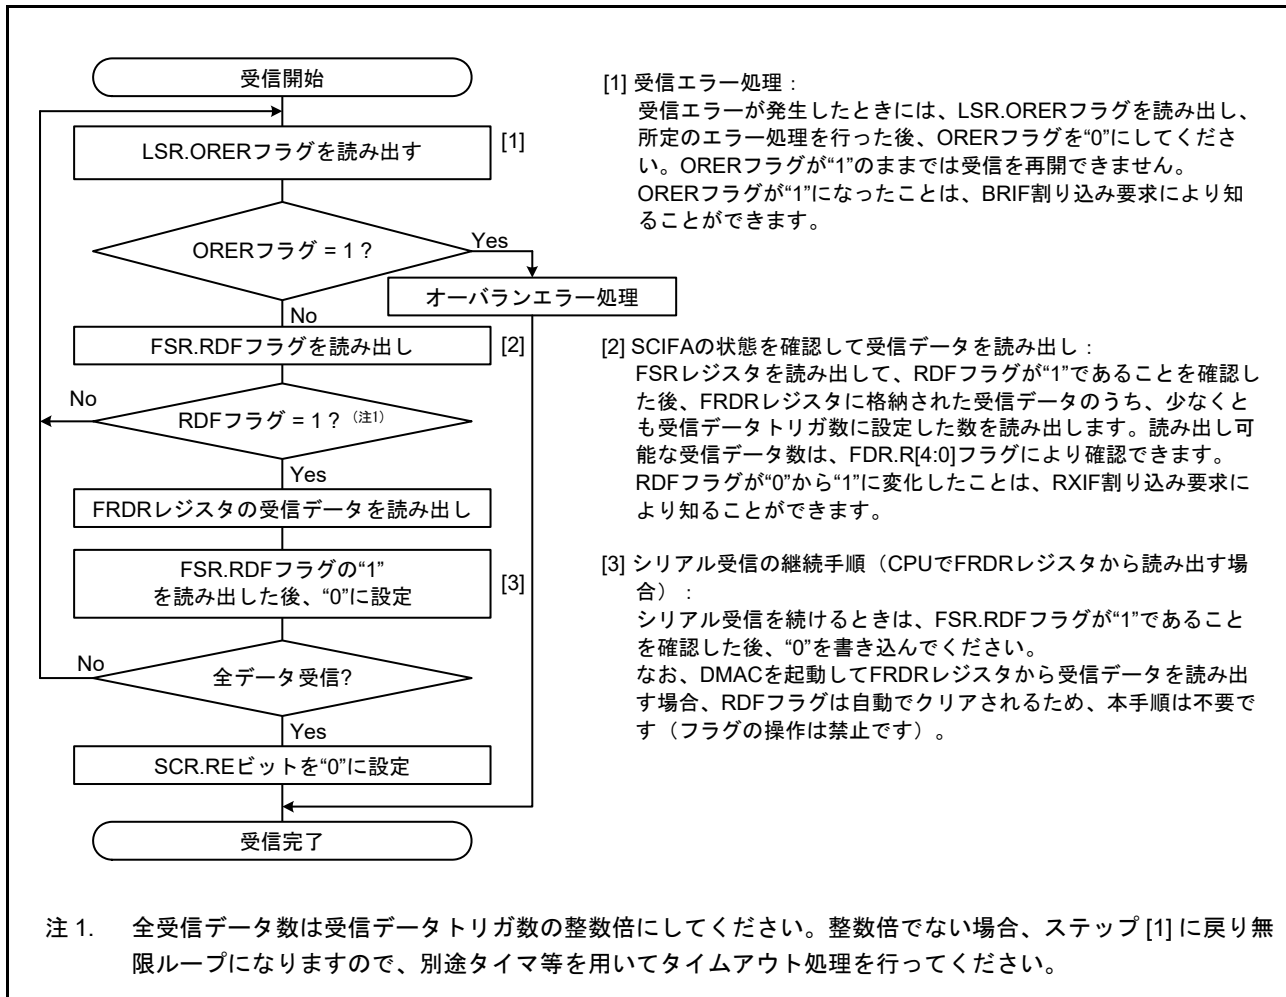 受信開始
LSR.ORERフラグを読み出す
[1]
ORERフラグ = 1 ?
Yes
オーバランエラー処理
No
FSR.RDFフラグを読み出し
[2]
No
RDFフラグ = 1 ? (注1)
Yes
FRDRレジスタの受信データを読み出し
FSR.RDFフラグの“1”
を読み出した後、“0”に設定
[3]
No
全データ受信?
Yes
SCR.REビットを“0”に設定
受信完了
[1] 受信エラー処理：
受信エラーが発生したときには、LSR.ORERフラグを読み出し、
所定のエラー処理を行った後、ORERフラグを“0”にしてくださ
い。ORERフラグが“1”のままでは受信を再開できません。
ORERフラグが“1”になったことは、BRIF割り込み要求により知
ることができます。
[2] SCIFAの状態を確認して受信データを読み出し：
FSRレジスタを読み出して、RDFフラグが“1”であることを確認し
た後、FRDRレジスタに格納された受信データのうち、少なくと
も受信データトリガ数に設定した数を読み出します。読み出し可
能な受信データ数は、FDR.R[4:0]フラグにより確認できます。
RDFフラグが“0”から“1”に変化したことは、RXIF割り込み要求に
より知ることができます。
[3] シリアル受信の継続手順（CPUでFRDRレジスタから読み出す場
合）：
シリアル受信を続けるときは、FSR.RDFフラグが“1”であること
を確認した後、“0”を書き込んでください。
なお、DMACを起動してFRDRレジスタから受信データを読み出
す場合、RDFフラグは自動でクリアされるため、本手順は不要で
す（フラグの操作は禁止です）。
注 1. 全受信データ数は受信データトリガ数の整数倍にしてください。整数倍でない場合、ステップ [1] に戻り無
限ループになりますので、別途タイマ等を用いてタイムアウト処理を行ってください。